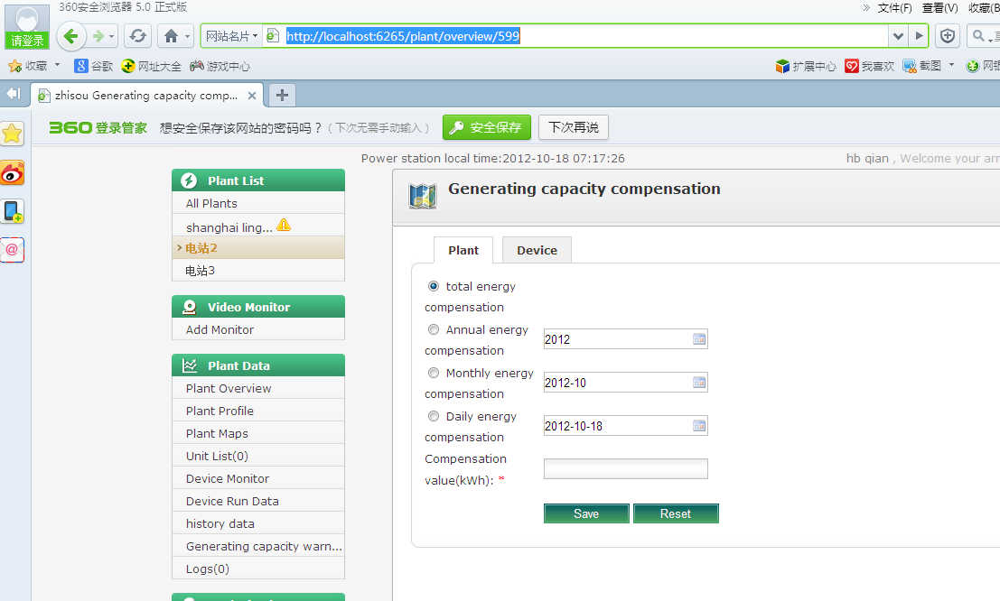 360安全浏览器 5.0 正式版
» 文件(F) 查看(V) 收藏(B
请登录
网站名片 http://localhost:6265/plant/overview/599
收藏 谷歌 网址大全 游戏中心 扩展中心 我喜欢 截图 网银
zhisou Generating capacity comp...
360 登录管家 想安全保存该网站的密码吗？（下次无需手动输入） 安全保存 下次再说
Power station local time:2012-10-18 07:17:26
hb qian , Welcome your arr
Plant List
All Plants
shanghai ling...
电站2
电站3
Video Monitor
Add Monitor
Plant Data
Plant Overview
Plant Profile
Plant Maps
Unit List(0)
Device Monitor
Device Run Data
history data
Generating capacity warn...
Logs(0)
Generating capacity compensation
Plant Device
total energy
compensation
Annual energy
compensation
2012
Monthly energy
compensation
2012-10
Daily energy
compensation
2012-10-18
Compensation
value(kWh): *
Save Reset